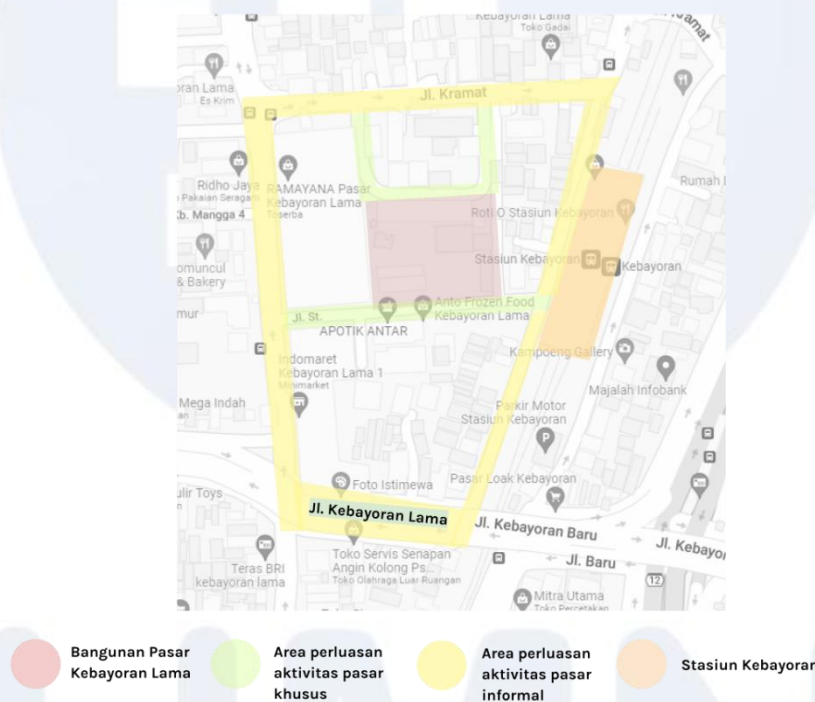 Kebayoran Lama
Toko Gadai
Jl. Kramat
Es Krim
Ridho Jaya
Pakaian Seragam
RAMAYANA Pasar
Kebayoran Lama
Toserba
Kb. Mangga 4
Roti O Stasiun Kebayoran
Rumah
Stasiun Kebayoran
Kebayoran
omuncul
& Bakery
mur
Jl. St.
Anto Frozen Food
Kebayoran Lama
APOTIK ANTAR
Kampoeng Gallery
Indomaret
Kebayoran Lama 1
Minimarket
Majalah Infobank
Mega Indah
Parkir Motor
Stasiun Kebayoran
Foto Istimewa
Pasar Loak Kebayoran
ulir Toys
Jl. Kebayoran Lama
Jl. Kebayoran Baru
Jl. Kebayo
Jl. Baru
Toko Servis Senapan
Angin Kolong Ps...
Toko Olahraga Luar Ruangan
Teras BRI
kebayoran lama
12
Mitra Utama
Toko Percetakan
Bangunan Pasar
Kebayoran Lama
Area perluasan
aktivitas pasar
khusus
Area perluasan
aktivitas pasar
informal
Stasiun Kebayoran